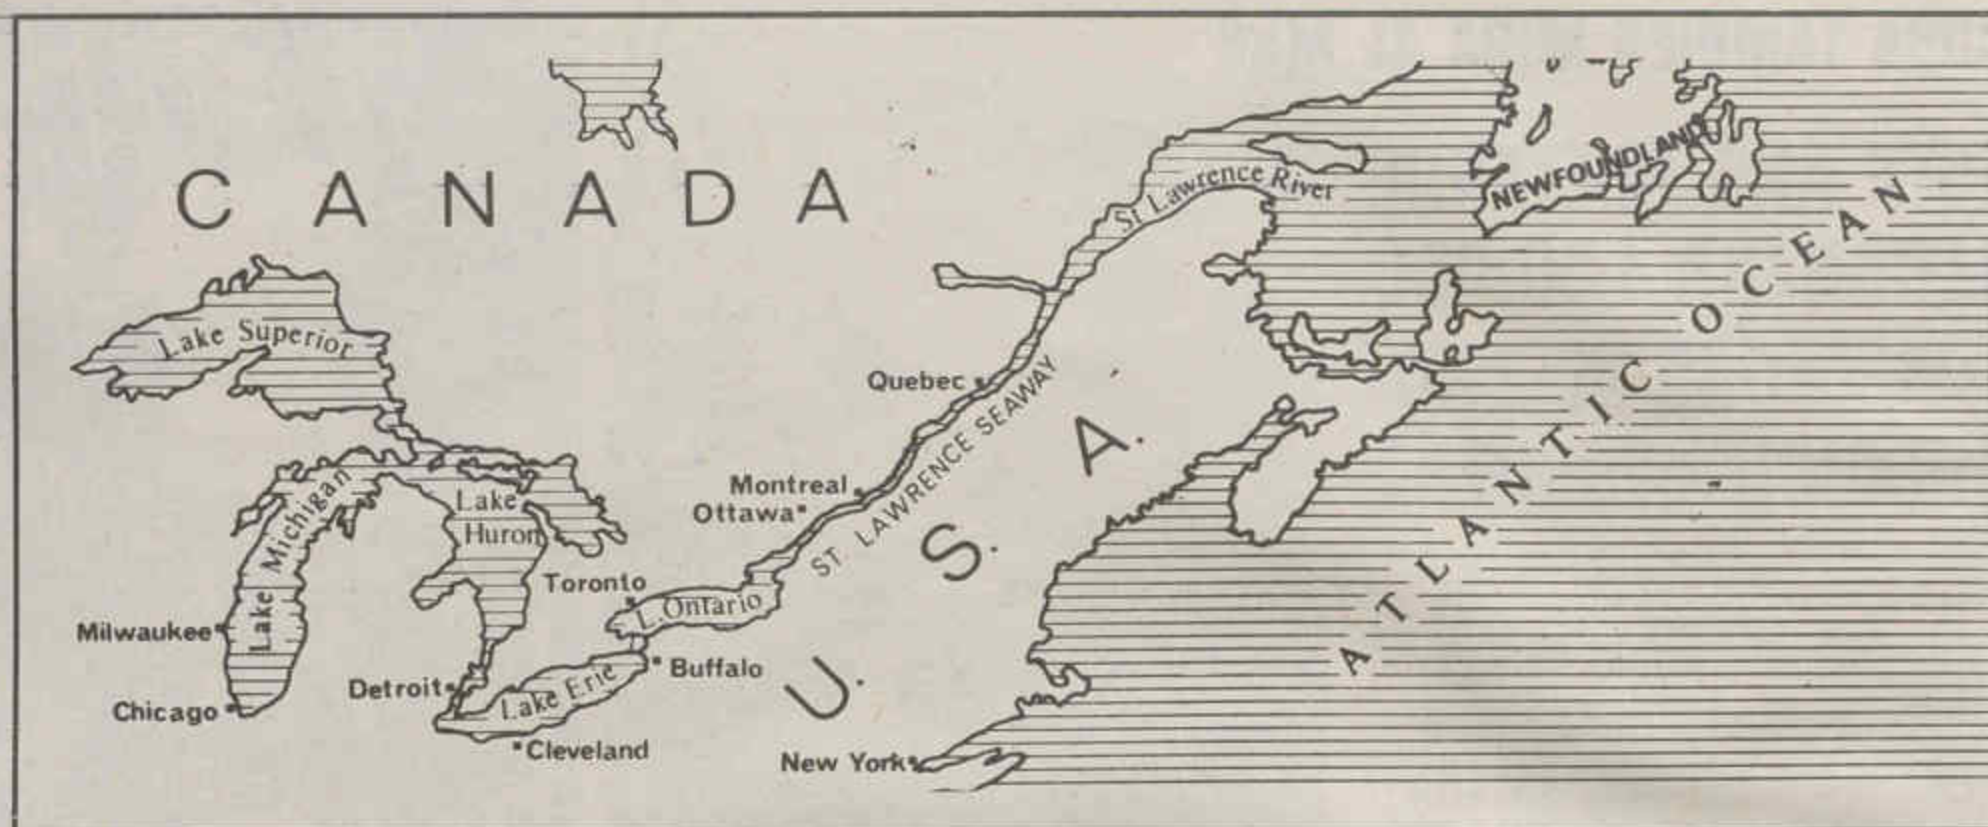 CANADA
St Lawrence River
NEWFOUNDLAND
ATLANTIC OCEAN
Lake Superior
Quebec
ST. LAWRENCE SEAWAY
U.S.A.
Lake Michigan
Lake
Huron
Montreal
Ottawa
Toronto
L Ontario
Milwaukee
Buffalo
Detroit
Lake Erie
Chicago
Cleveland
New York